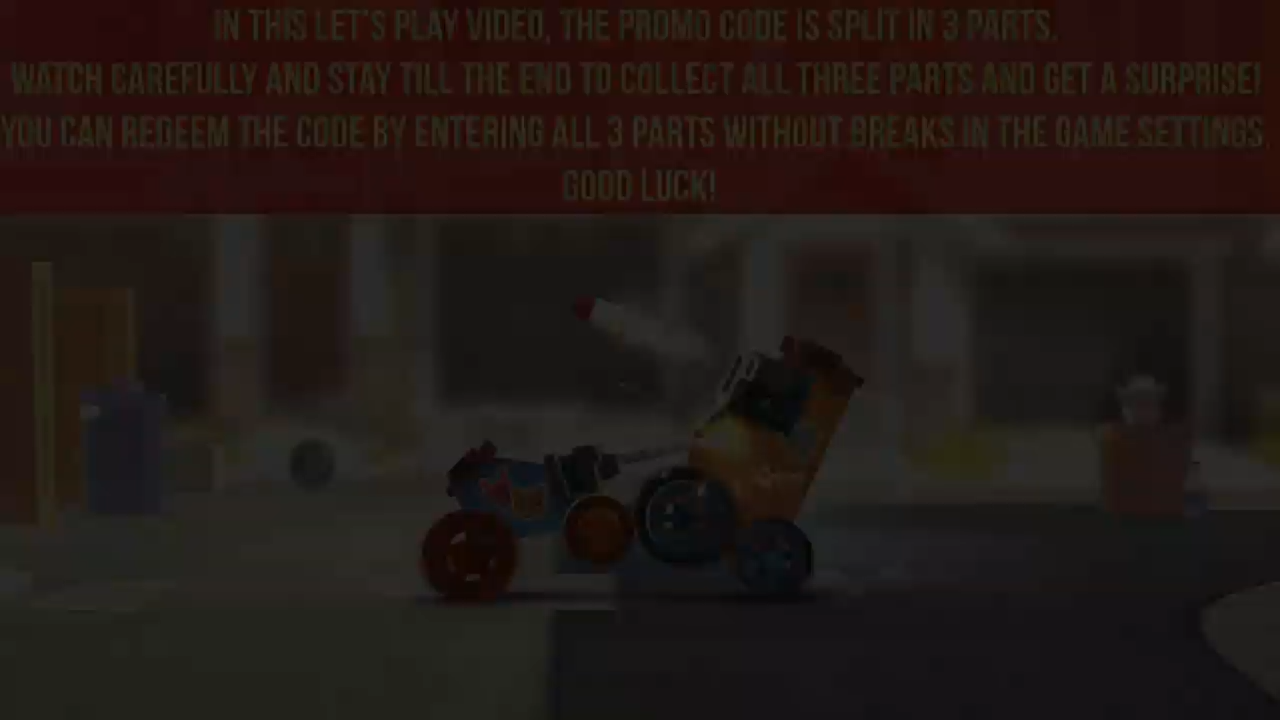 IN THIS LET'S PLAY VIDEO, THE PROMO CODE IS SPLIT IN 3 PARTS.
WATCH CAREFULLY AND STAY TILL THE END TO COLLECT ALL THREE PARTS AND GET A SURPRISE!
YOU CAN REDEEM THE CODE BY ENTERING ALL 3 PARTS WITHOUT BREAKS IN THE GAME SETTINGS.
GOOD LUCK!